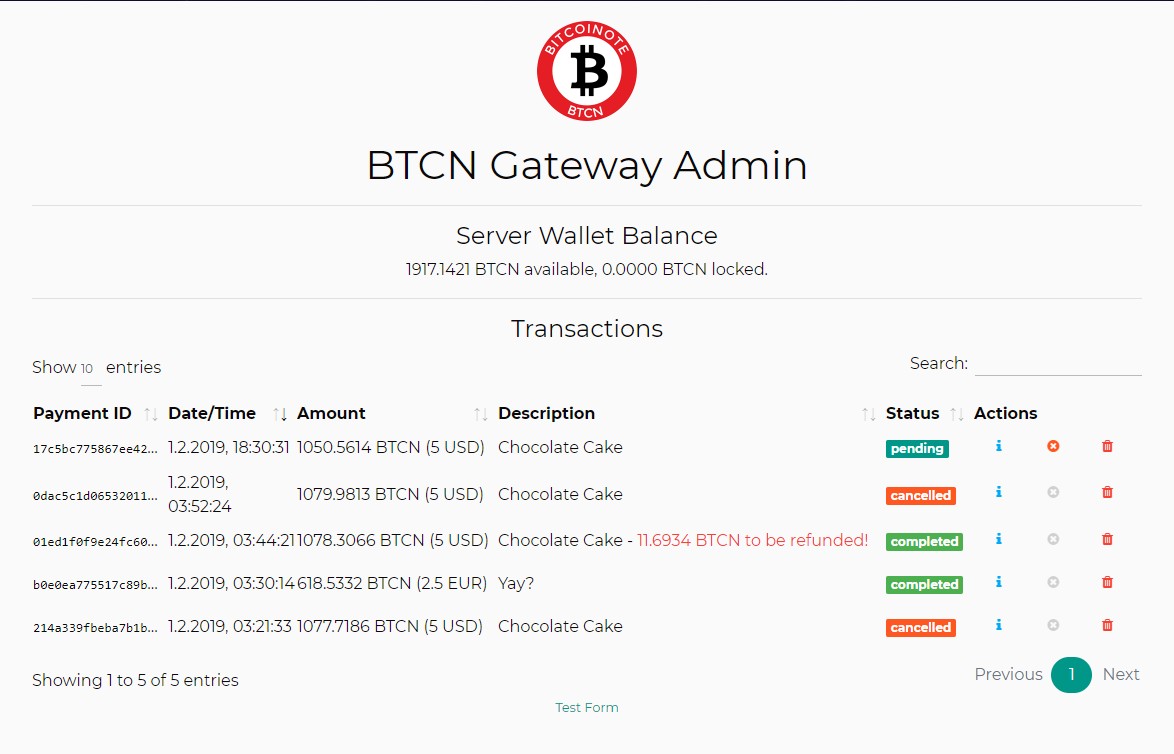 BITCOINOTE
BTCN
BTCN Gateway Admin
Server Wallet Balance
1917.1421 BTCN available, 0.0000 BTCN locked.
Transactions
Show 10 entries
Search:
Payment ID Date/Time Amount Description Status Actions
17c5bc775867ee42... 1.2.2019, 18:30:31 1050.5614 BTCN (5 USD) Chocolate Cake pending
0dac5c1d06532011... 1.2.2019, 03:52:24 1079.9813 BTCN (5 USD) Chocolate Cake cancelled
01ed1f0f9e24fc60... 1.2.2019, 03:44:21 1078.3066 BTCN (5 USD) Chocolate Cake - 11.6934 BTCN to be refunded! completed
b0e0ea775517c89b... 1.2.2019, 03:30:14 618.5332 BTCN (2.5 EUR) Yay? completed
214a339fbeba7b1b... 1.2.2019, 03:21:33 1077.7186 BTCN (5 USD) Chocolate Cake cancelled
Showing 1 to 5 of 5 entries
Previous 1 Next
Test Form